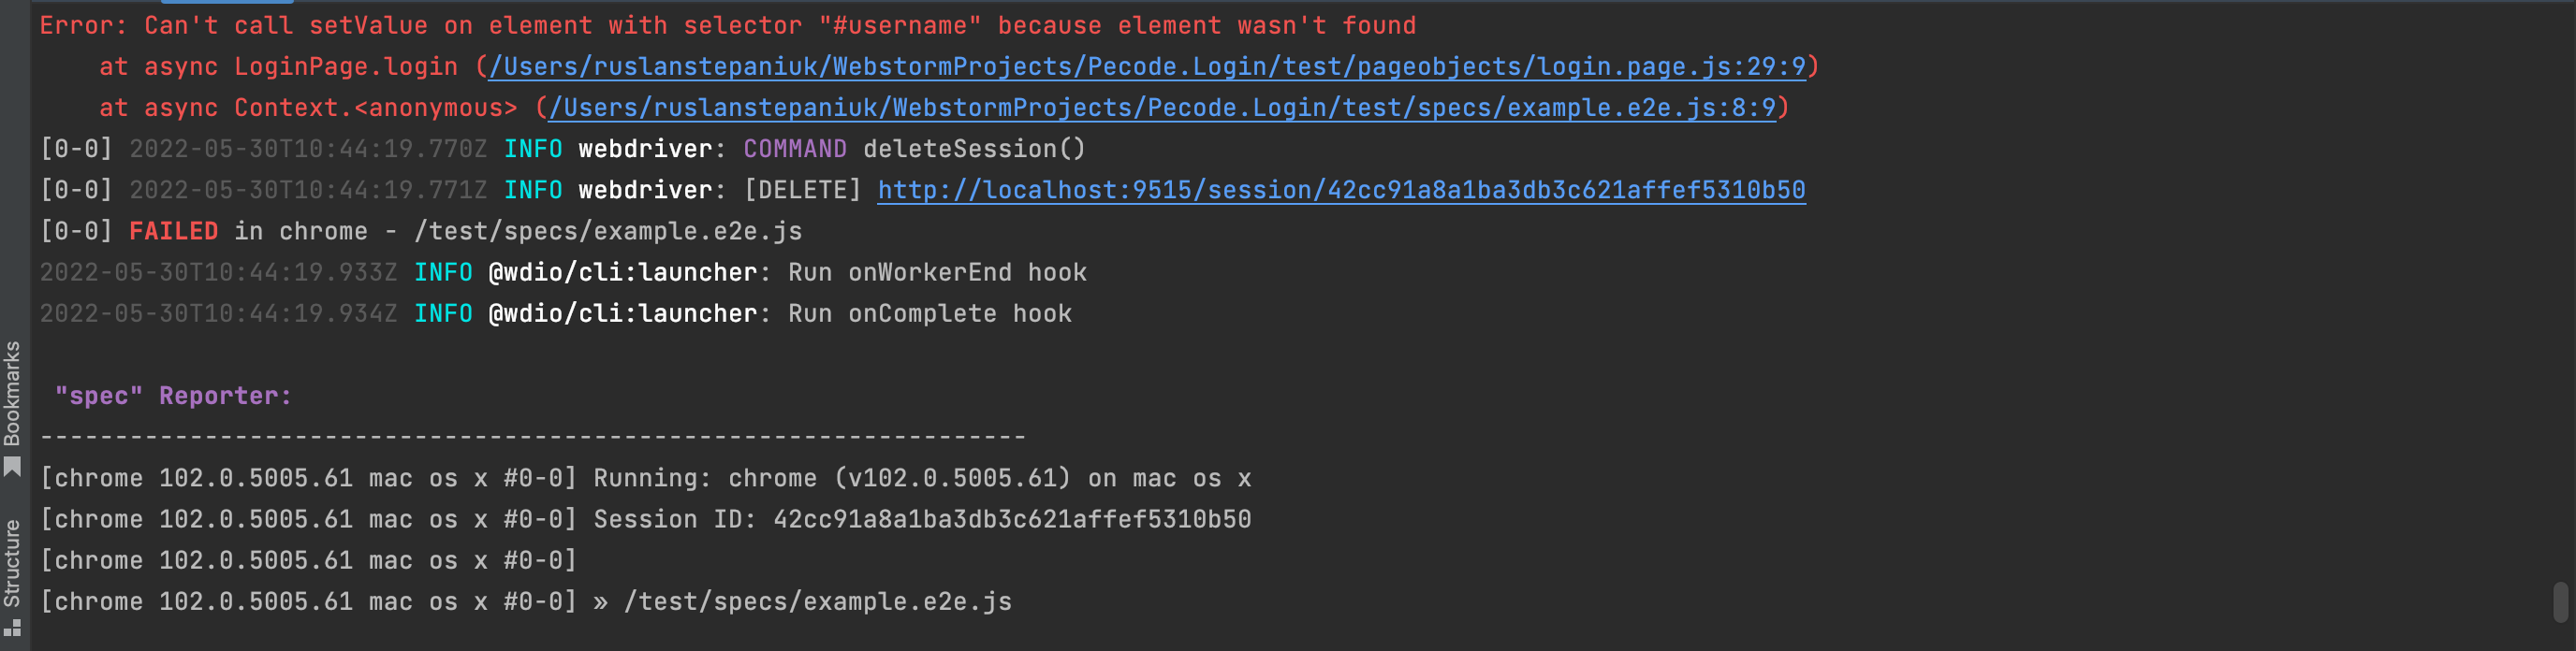 Error: Can't call setValue on element with selector "#username" because element wasn't found
at async LoginPage.login (/Users/ruslanstepaniuk/WebstormProjects/Pecode.Login/test/pageobjects/login.page.js:29:9)
at async Context.<anonymous> (/Users/ruslanstepaniuk/WebstormProjects/Pecode.Login/test/specs/example.e2e.js:8:9)
[0-0] 2022-05-30T10:44:19.770Z INFO webdriver: COMMAND deleteSession()
[0-0] 2022-05-30T10:44:19.771Z INFO webdriver: [DELETE] http://localhost:9515/session/42cc91a8a1ba3db3c621affef5310b50
[0-0] FAILED in chrome - /test/specs/example.e2e.js
2022-05-30T10:44:19.933Z INFO @wdio/cli:launcher: Run onWorkerEnd hook
2022-05-30T10:44:19.934Z INFO @wdio/cli:launcher: Run onComplete hook
"spec" Reporter:
------------------------------------------------------------------
[chrome 102.0.5005.61 mac os x #0-0] Running: chrome (v102.0.5005.61) on mac os x
[chrome 102.0.5005.61 mac os x #0-0] Session ID: 42cc91a8a1ba3db3c621affef5310b50
[chrome 102.0.5005.61 mac os x #0-0]
[chrome 102.0.5005.61 mac os x #0-0] » /test/specs/example.e2e.js
Bookmarks
Structure